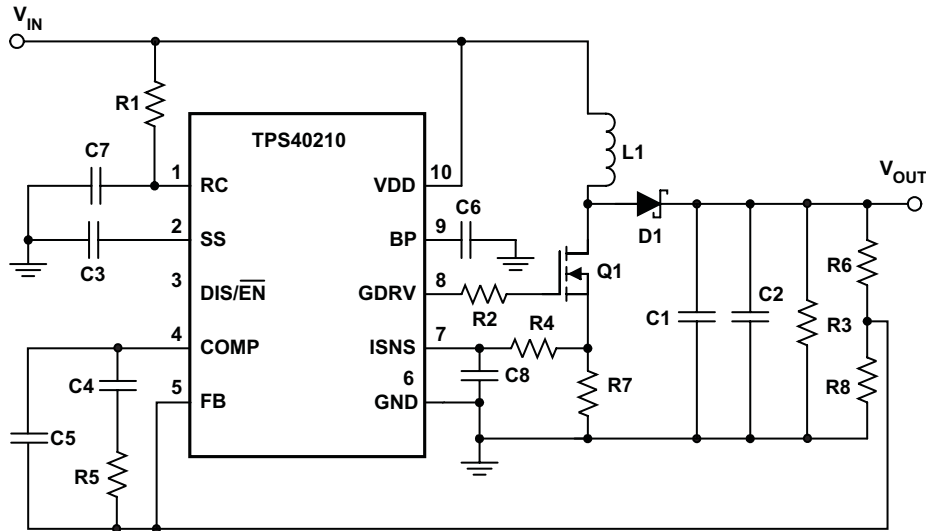 V_IN
R1
TPS40210
L1
C7
1
RC
VDD
10
V_OUT
C6
D1
2
SS
BP
9
C3
Q1
R6
3
DIS/EN̅
GDRV
8
R2
C1
C2
R3
4
COMP
ISNS
7
R4
C4
C8
R8
5
FB
6
GND
R7
C5
R5